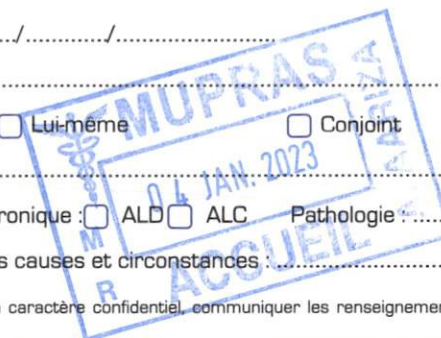 ..../............/..............................
Lui-même Conjoint
MUPRAS
04 JAN. 2023
ronique : ALD ALC Pathologie : .....
s causes et circonstances : ..............................
ACCUEIL
caractère confidentiel, communiquer les renseigneme